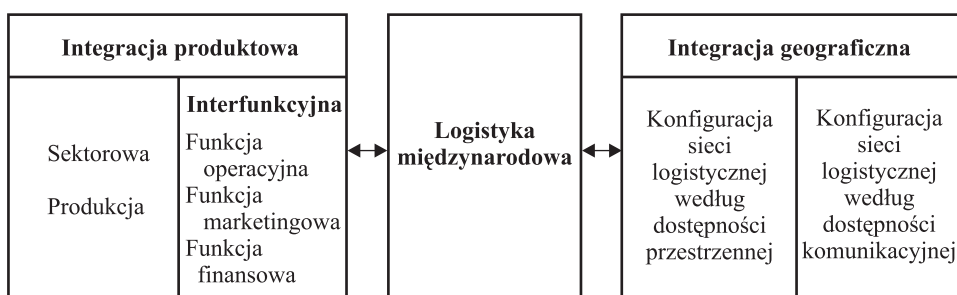 Integracja produktowa
Sektorowa
Produkcja
Interfunkcyjna
Funkcja
operacyjna
Funkcja
marketingowa
Funkcja
finansowa
Logistyka
międzynarodowa
Integracja geograficzna
Konfiguracja
sieci
logistycznej
według
dostępności
przestrzennej
Konfiguracja
sieci
logistycznej
według
dostępności
komunikacyjnej